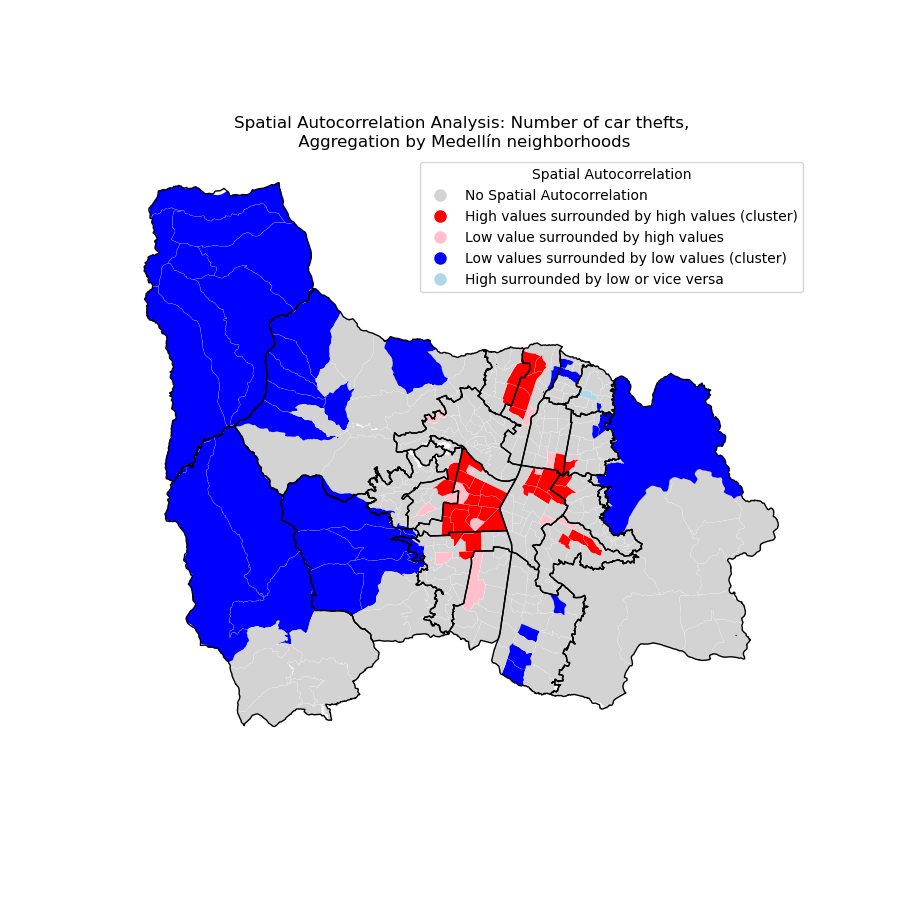 Spatial Autocorrelation Analysis: Number of car thefts,
Aggregation by Medellín neighborhoods
Spatial Autocorrelation
No Spatial Autocorrelation
High values surrounded by high values (cluster)
Low value surrounded by high values
Low values surrounded by low values (cluster)
High surrounded by low or vice versa